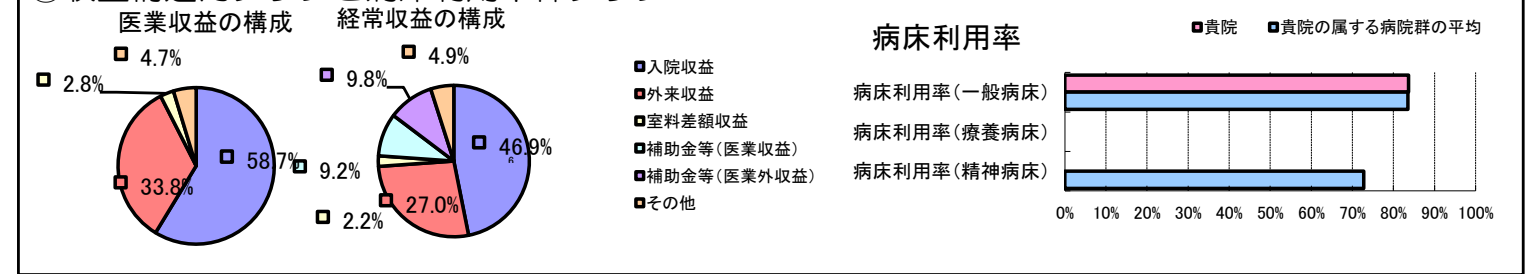 医業収益の構成
経常収益の構成
4.7%
2.8%
58.7%
33.8%
4.9%
9.8%
46.9%
9.2%
27.0%
2.2%
入院収益
外来収益
室料差額収益
補助金等(医業収益)
補助金等(医業外収益)
その他
病床利用率
貴院 貴院の属する病院群の平均
病床利用率(一般病床)
病床利用率(療養病床)
病床利用率(精神病床)
0% 10% 20% 30% 40% 50% 60% 70% 80% 90% 100%